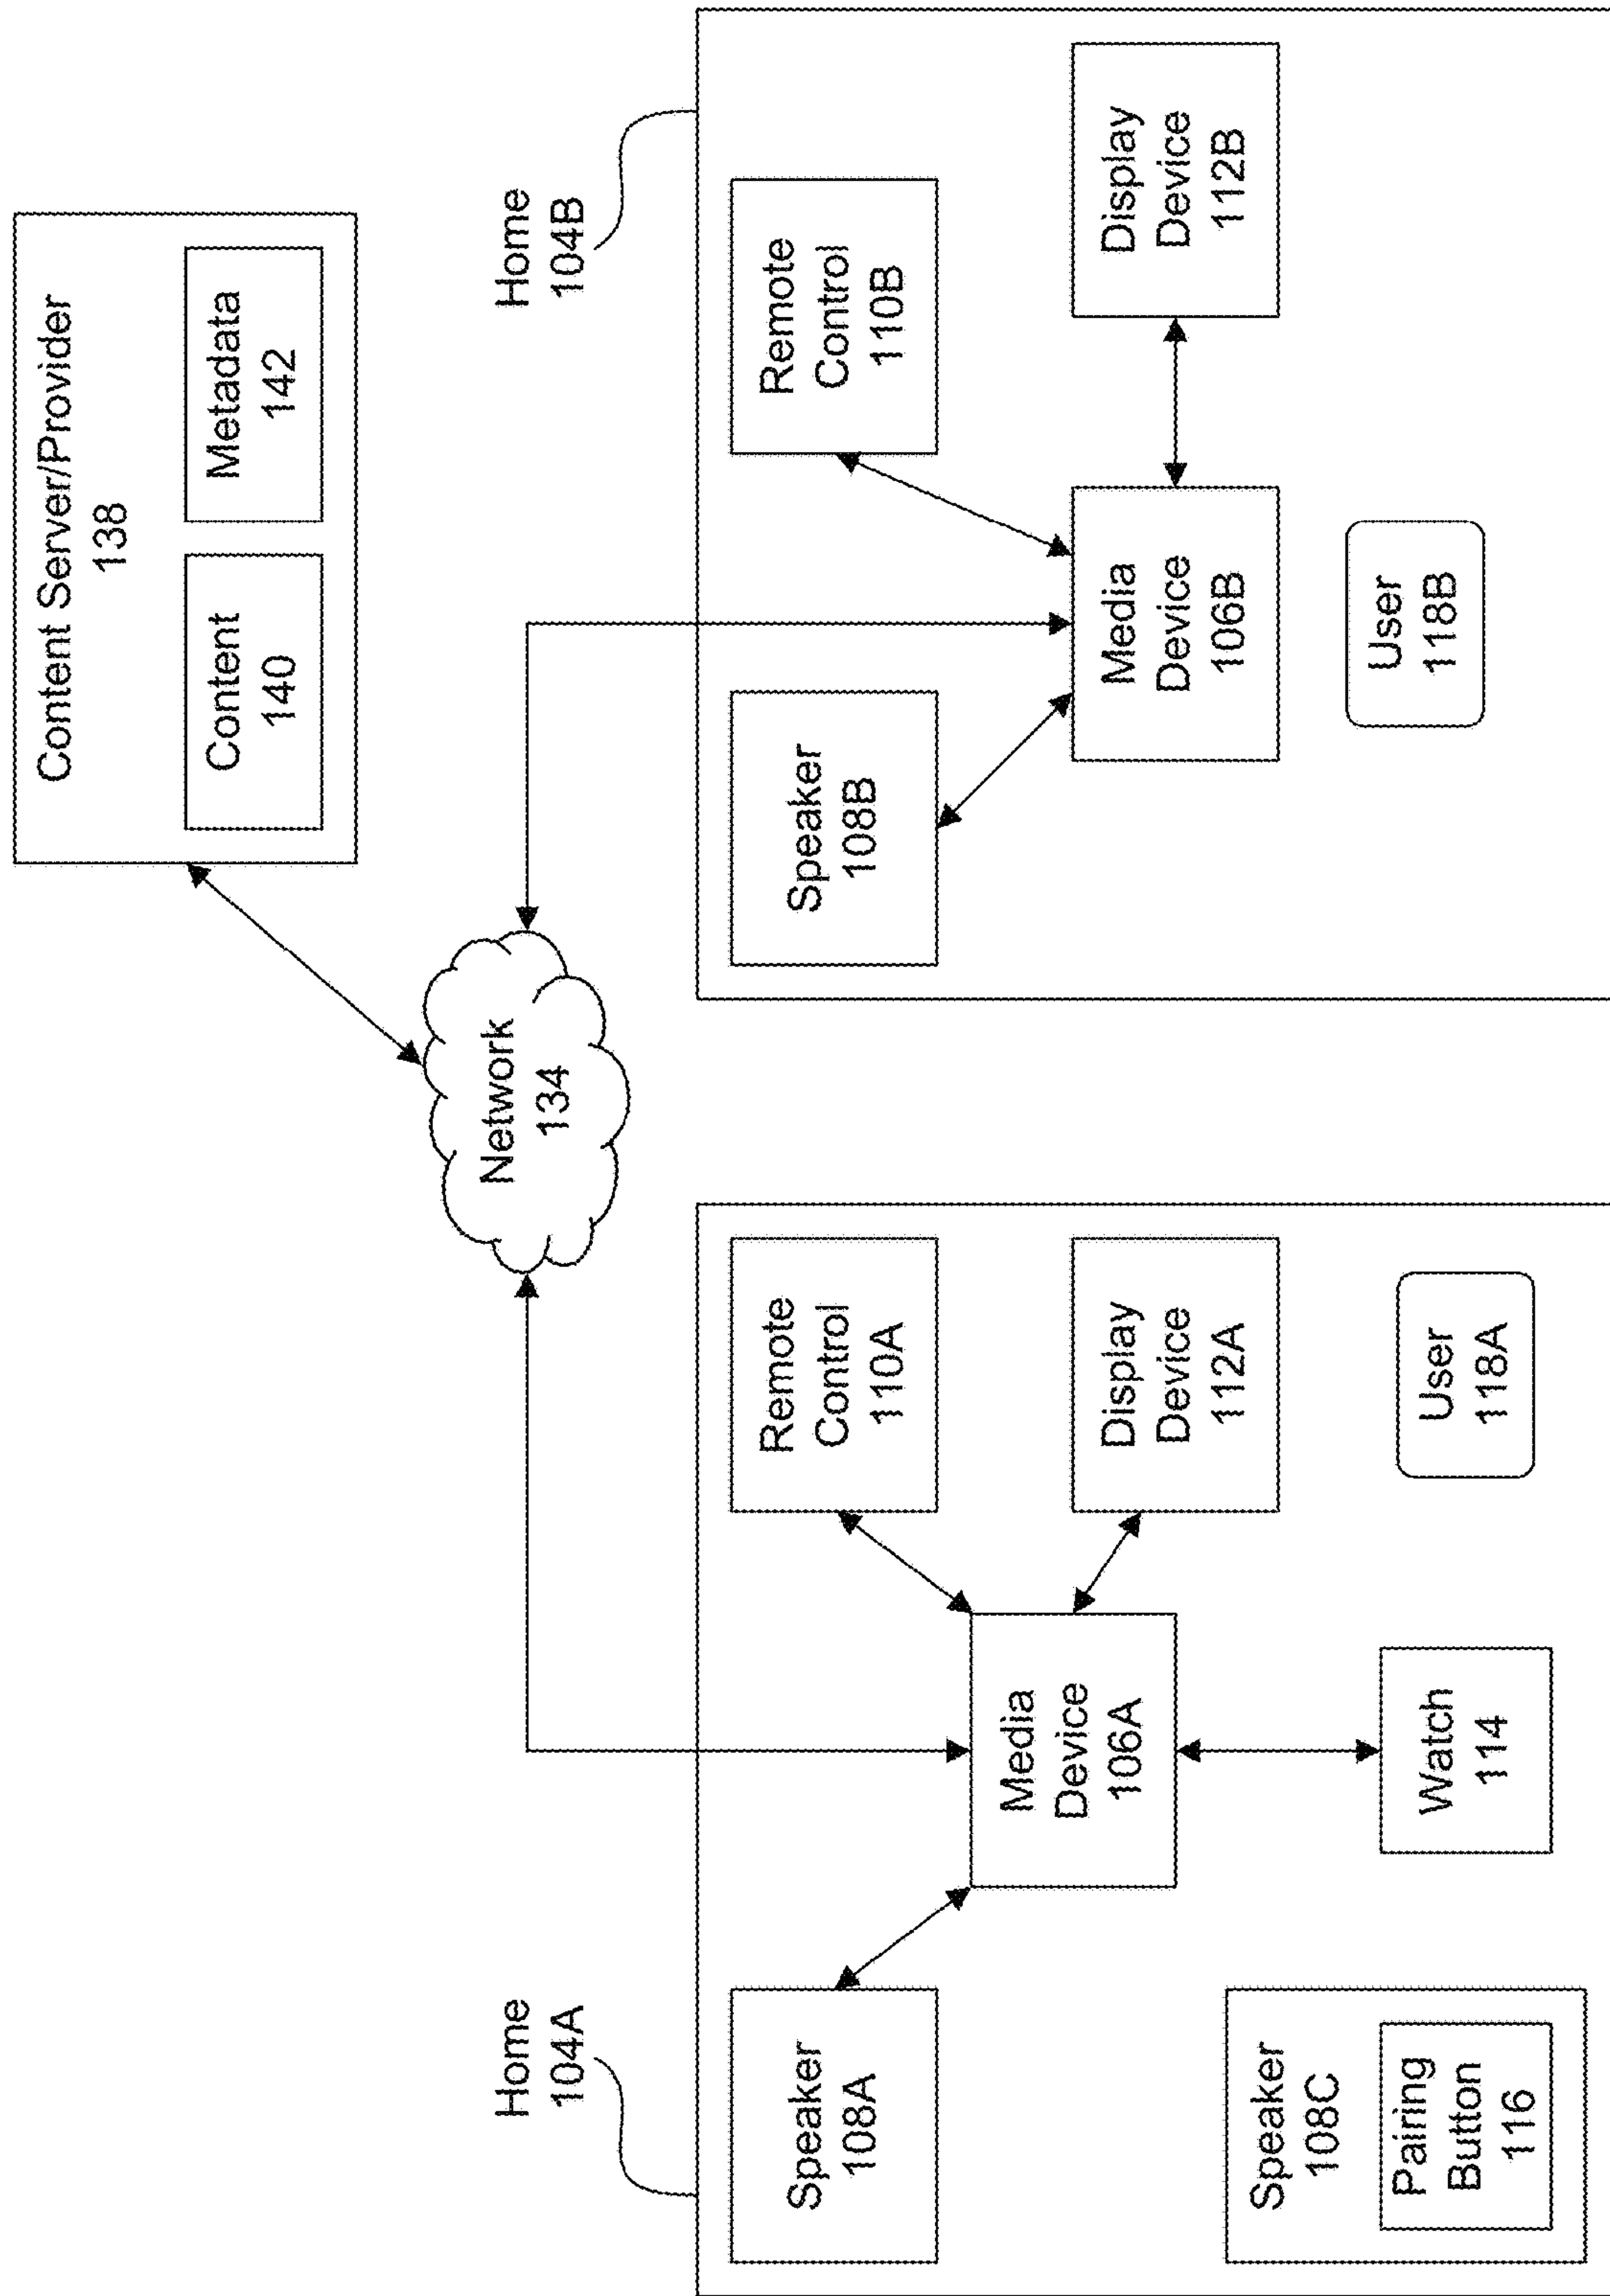 Content Server/Provider
138
Content
140
Metadata
142
Network
134
Home
104A
Speaker
108A
Remote
Control
110A
Media
Device
106A
Display
Device
112A
Speaker
108C
Pairing
Button
116
Watch
114
User
118A
Home
104B
Speaker
108B
Remote
Control
110B
Media
Device
106B
Display
Device
112B
User
118B